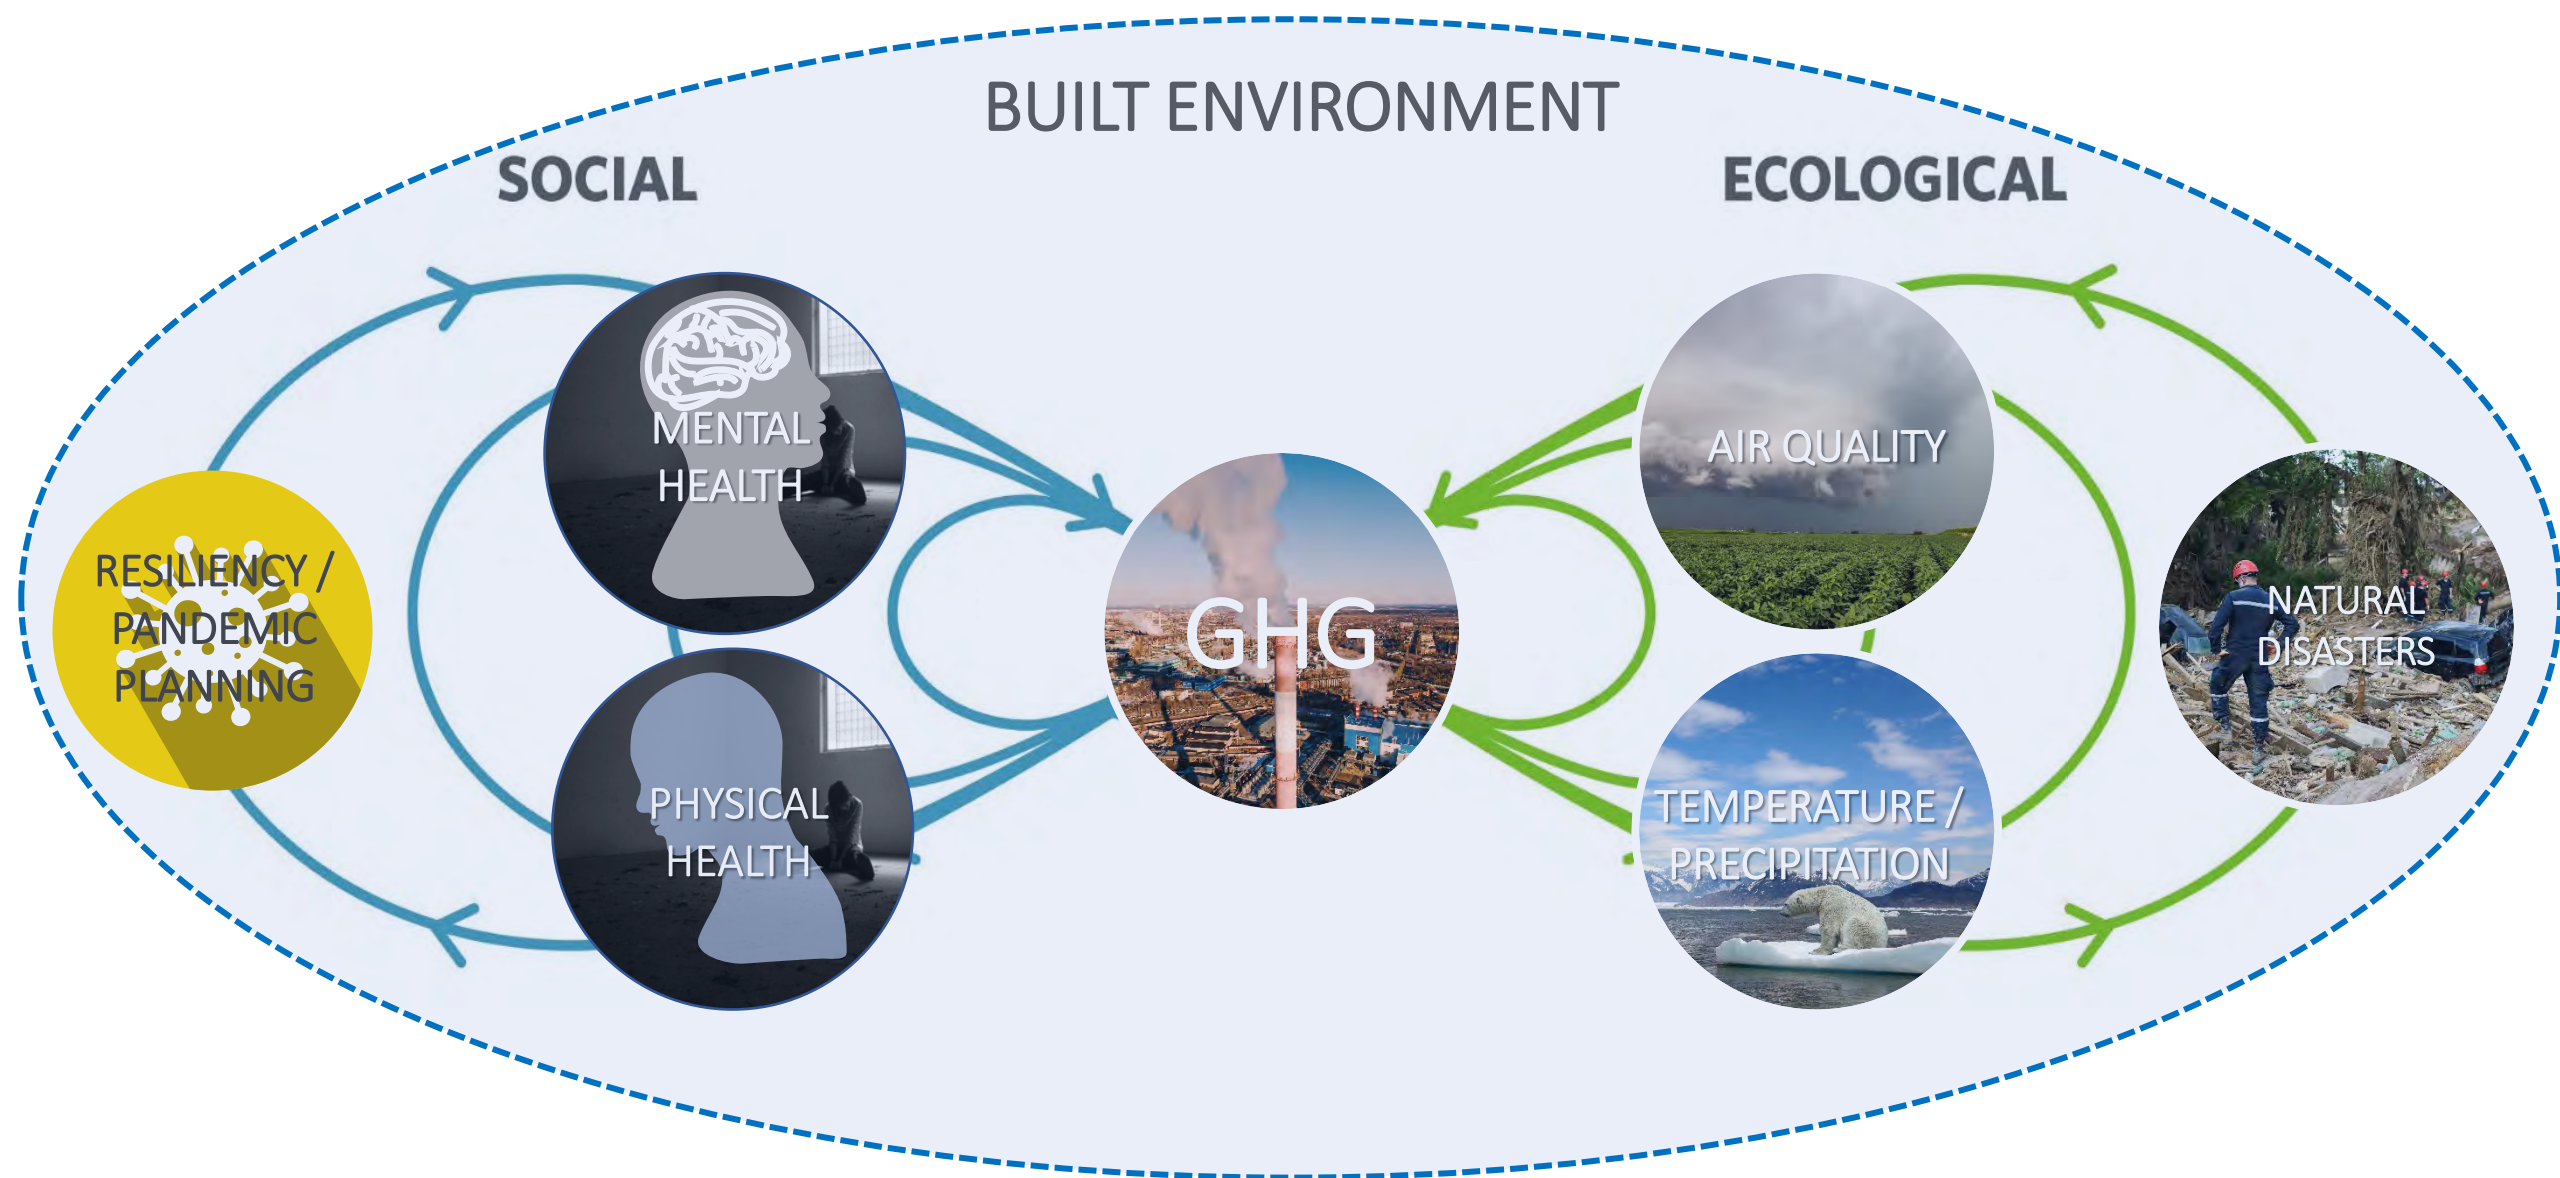 BUILT ENVIRONMENT
SOCIAL
ECOLOGICAL
MENTAL
HEALTH
AIR QUALITY
RESILIENCY /
PANDEMIC
PLANNING
GHG
NATURAL
DISASTERS
PHYSICAL
HEALTH
TEMPERATURE /
PRECIPITATION